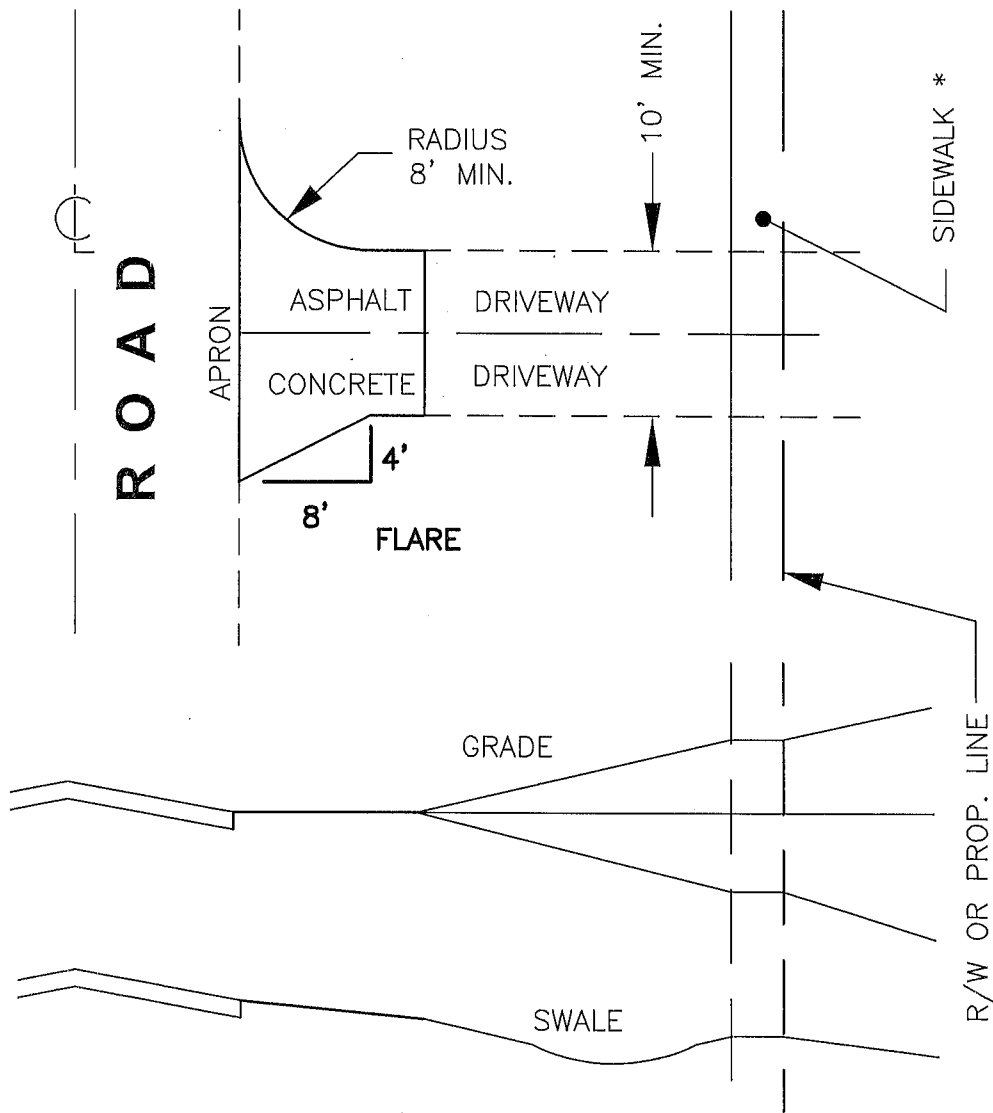 RADIUS
8' MIN.
10' MIN.
SIDEWALK *
℄
ROAD
APRON
ASPHALT
DRIVEWAY
CONCRETE
DRIVEWAY
4'
8'
FLARE
GRADE
R/W OR PROP. LINE
SWALE